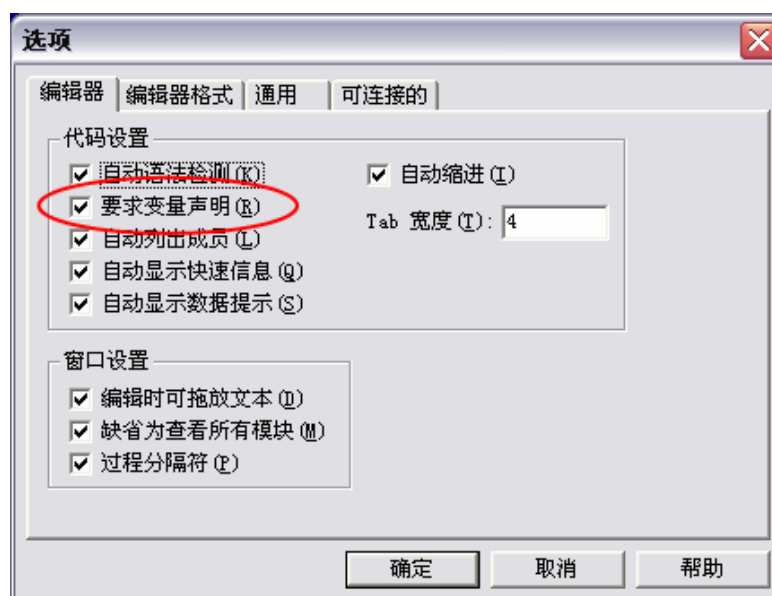 选项
编辑器 编辑器格式 通用 可连接的
代码设置
自动语法检测(K) 自动缩进(I)
要求变量声明(R) Tab 宽度(T): 4
自动列出成员(L)
自动显示快速信息(Q)
自动显示数据提示(S)
窗口设置
编辑时可拖放文本(D)
缺省为查看所有模块(M)
过程分隔符(P)
确定 取消 帮助